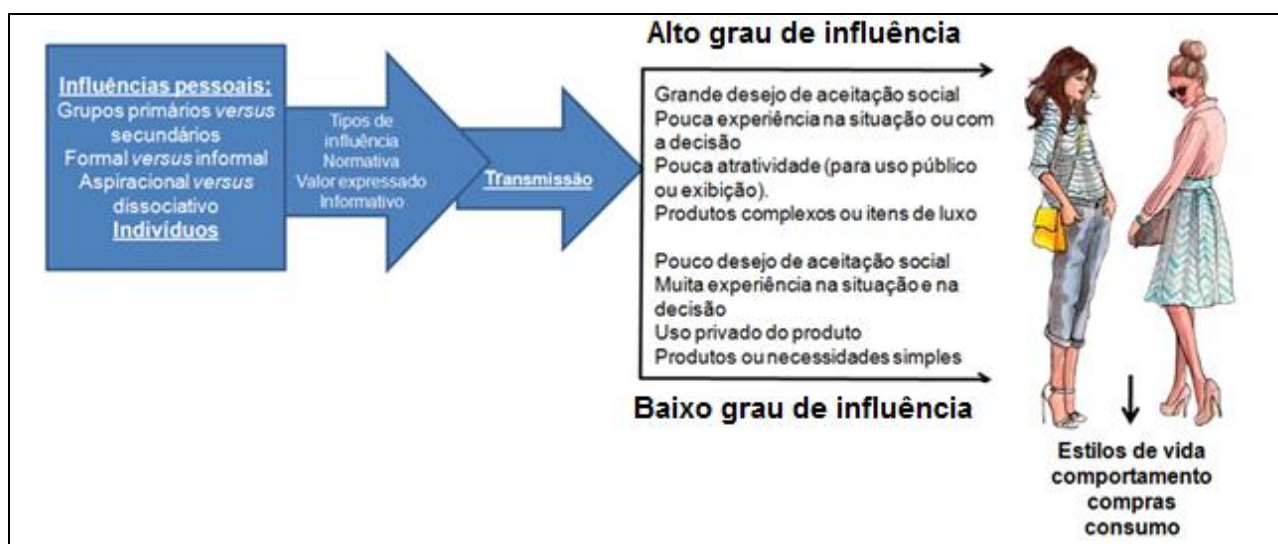 Influências pessoais:
Grupos primários versus
secundários
Formal versus informal
Aspiracional versus
dissociativo
Indivíduos
Tipos de
influência
Normativa
Valor expressado
Informativo
Transmissão
Alto grau de influência
Grande desejo de aceitação social
Pouca experiência na situação ou com
a decisão
Pouca atratividade (para uso público
ou exibição).
Produtos complexos ou itens de luxo
Pouco desejo de aceitação social
Muita experiência na situação e na
decisão
Uso privado do produto
Produtos ou necessidades simples
Baixo grau de influência
Estilos de vida
comportamento
compras
consumo